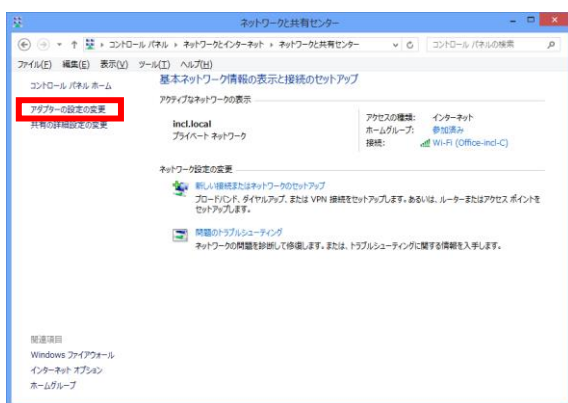 ネットワークと共有センター
コントロール パネル ▸ ネットワークとインターネット ▸ ネットワークと共有センター
コントロール パネルの検索
ファイル(F) 編集(E) 表示(V) ツール(T) ヘルプ(H)
コントロール パネル ホーム
アダプターの設定の変更
共有の詳細設定の変更
基本ネットワーク情報の表示と接続のセットアップ
アクティブなネットワークの表示
incl.local
プライベート ネットワーク
アクセスの種類: インターネット
ホームグループ: 参加済み
接続: Wi-Fi (Office-incl-C)
ネットワーク設定の変更
新しい接続またはネットワークのセットアップ
ブロードバンド、ダイヤルアップ、または VPN 接続をセットアップします。あるいは、ルーターまたはアクセス ポイントを
セットアップします。
問題のトラブルシューティング
ネットワークの問題を診断して修復します。または、トラブルシューティングに関する情報を入手します。
関連項目
Windows ファイアウォール
インターネット オプション
ホームグループ